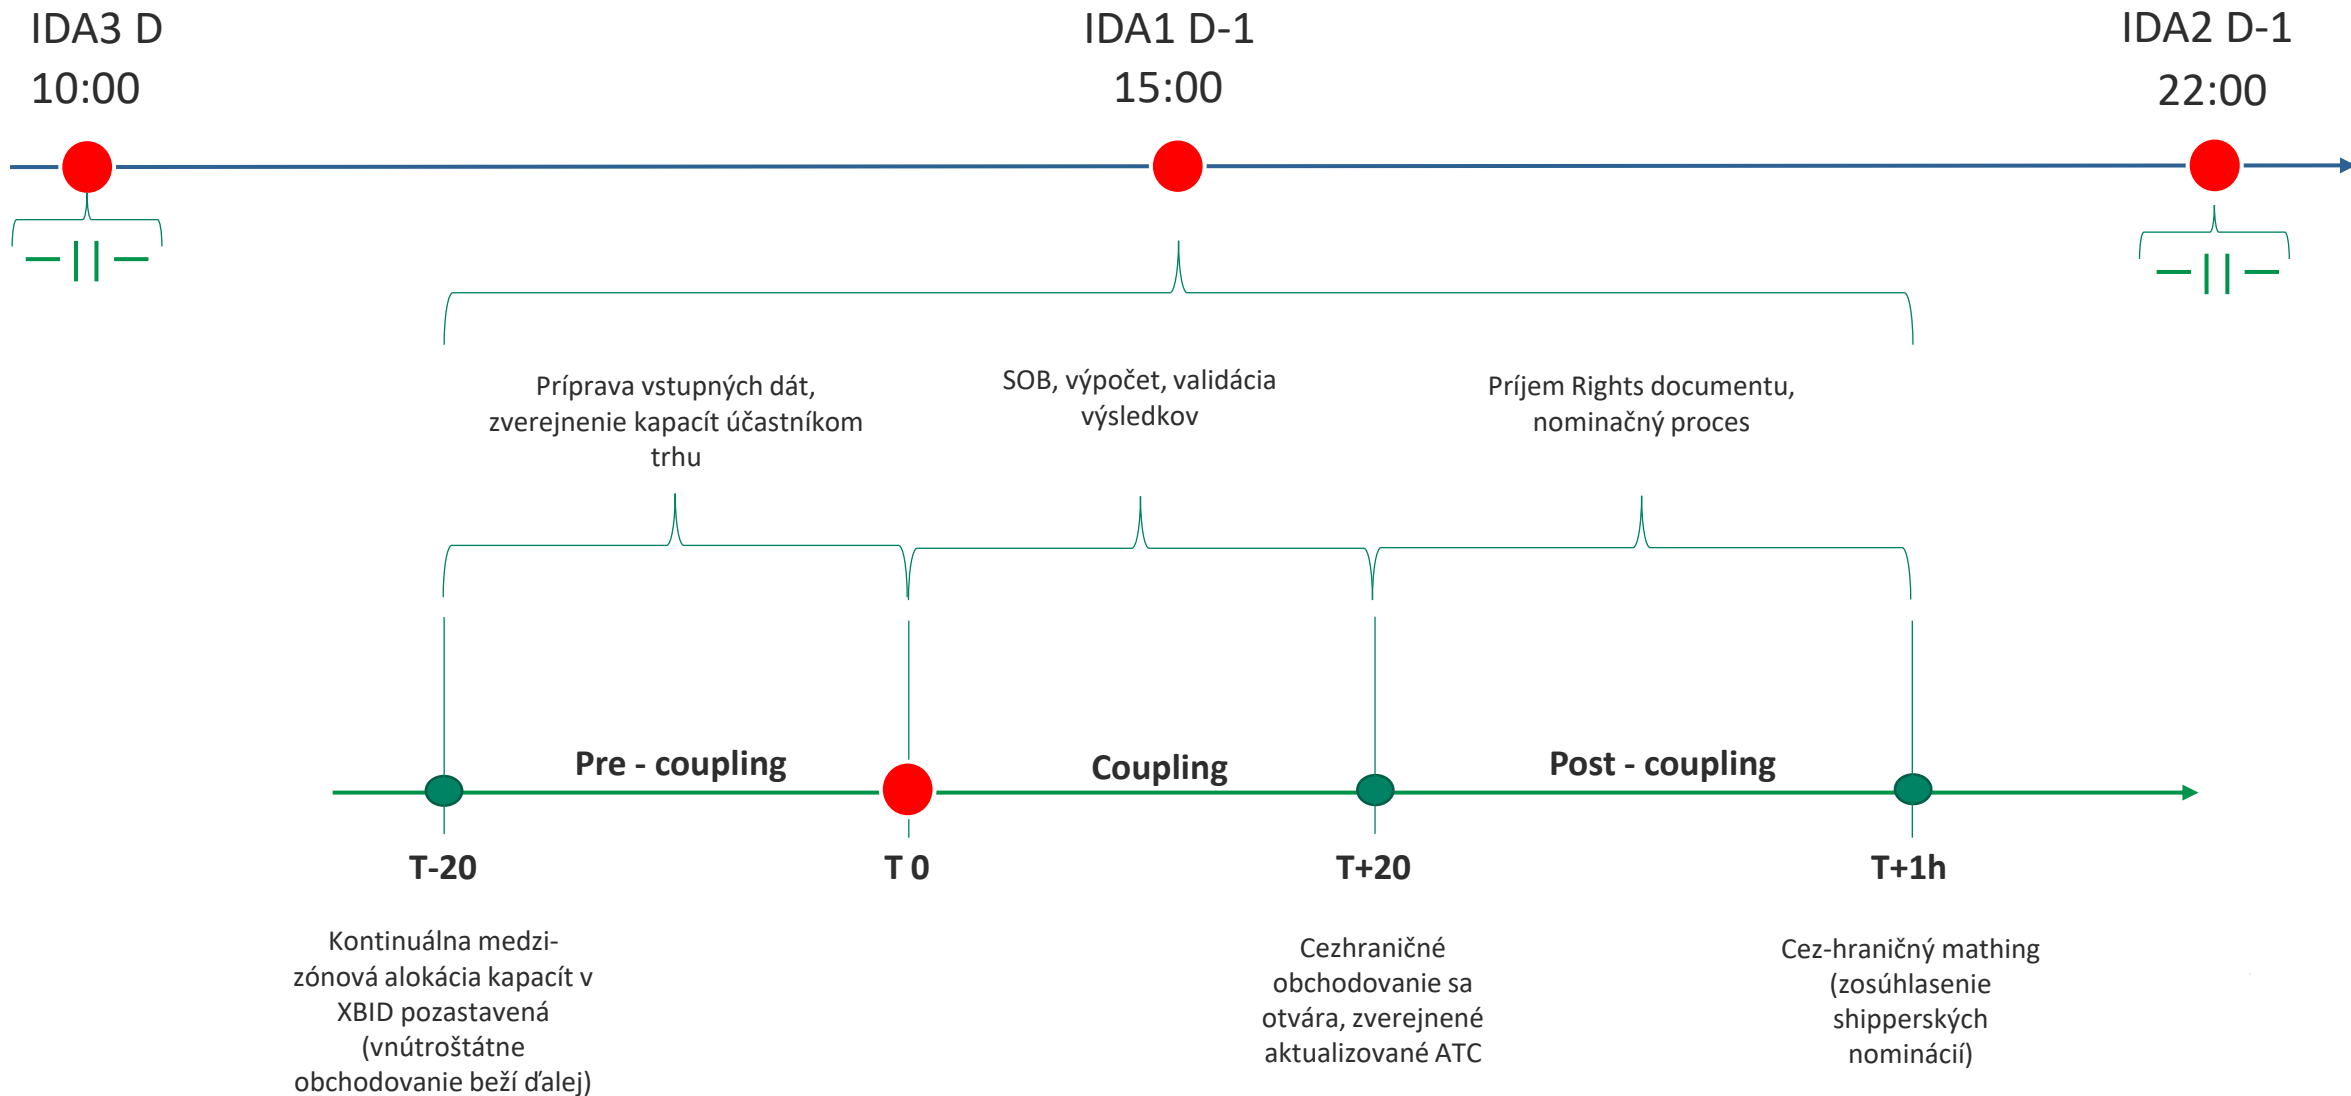 IDA3 D
10:00
IDA1 D-1
15:00
IDA2 D-1
22:00
Príprava vstupných dát,
zverejnenie kapacít účastníkom
trhu
SOB, výpočet, validácia
výsledkov
Príjem Rights documentu,
nominačný proces
Pre - coupling
Coupling
Post - coupling
T-20
T 0
T+20
T+1h
Kontinuálna medzi-
zónová alokácia kapacít v
XBID pozastavená
(vnútroštátne
obchodovanie beží ďalej)
Cezhraničné
obchodovanie sa
otvára, zverejnené
aktualizované ATC
Cez-hraničný mathing
(zosúhlasenie
shipperských
nominácií)